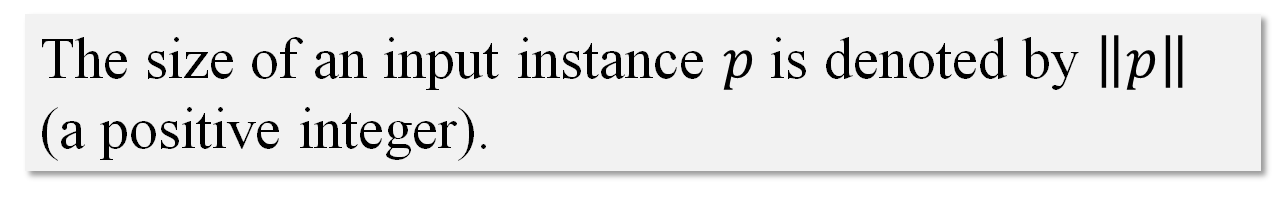 The size of an input instance 𝑝 is denoted by ‖𝑝‖
(a positive integer).